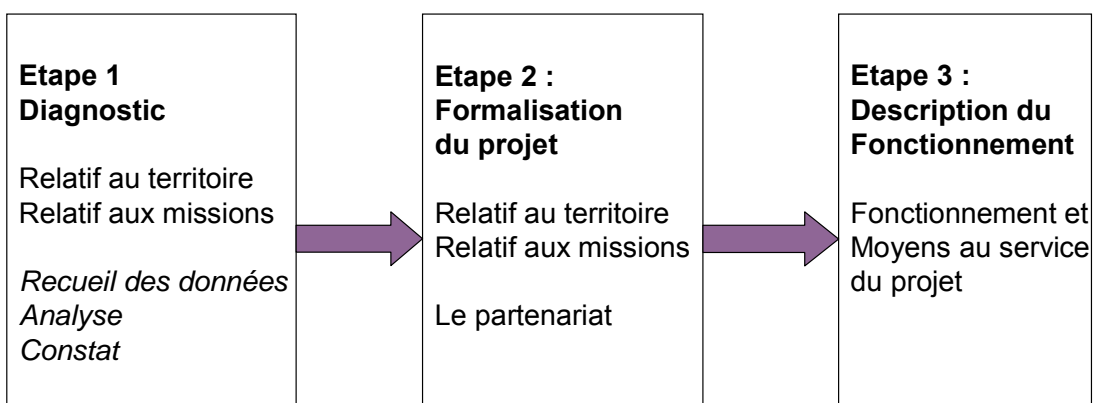 Etape 1
Diagnostic
Relatif au territoire
Relatif aux missions
Recueil des données
Analyse
Constat
Etape 2 :
Formalisation
du projet
Relatif au territoire
Relatif aux missions
Le partenariat
Etape 3 :
Description du
Fonctionnement
Fonctionnement et
Moyens au service
du projet